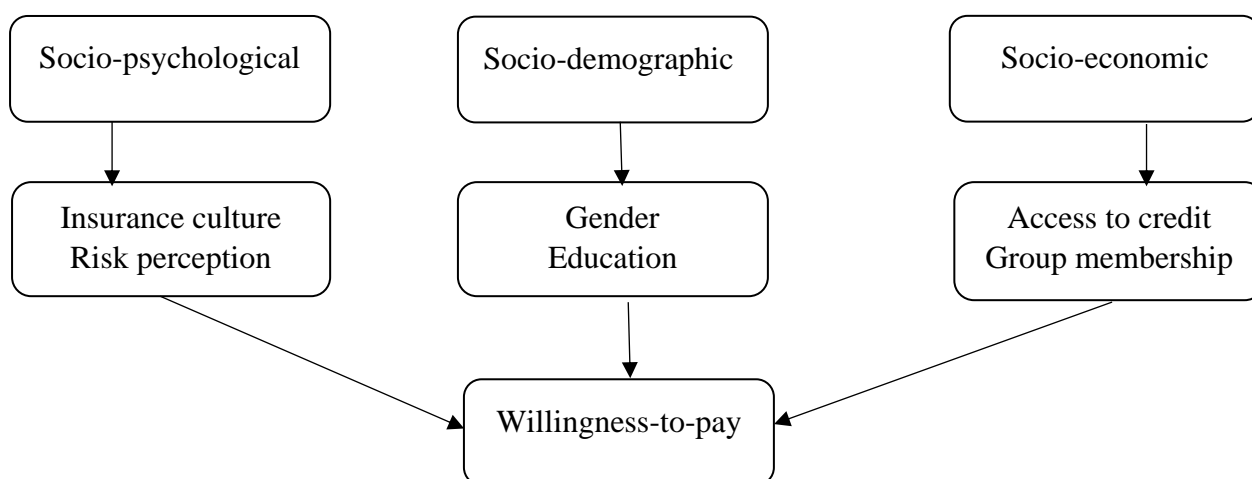 Socio-psychological
Socio-demographic
Socio-economic
Insurance culture
Risk perception
Gender
Education
Access to credit
Group membership
Willingness-to-pay